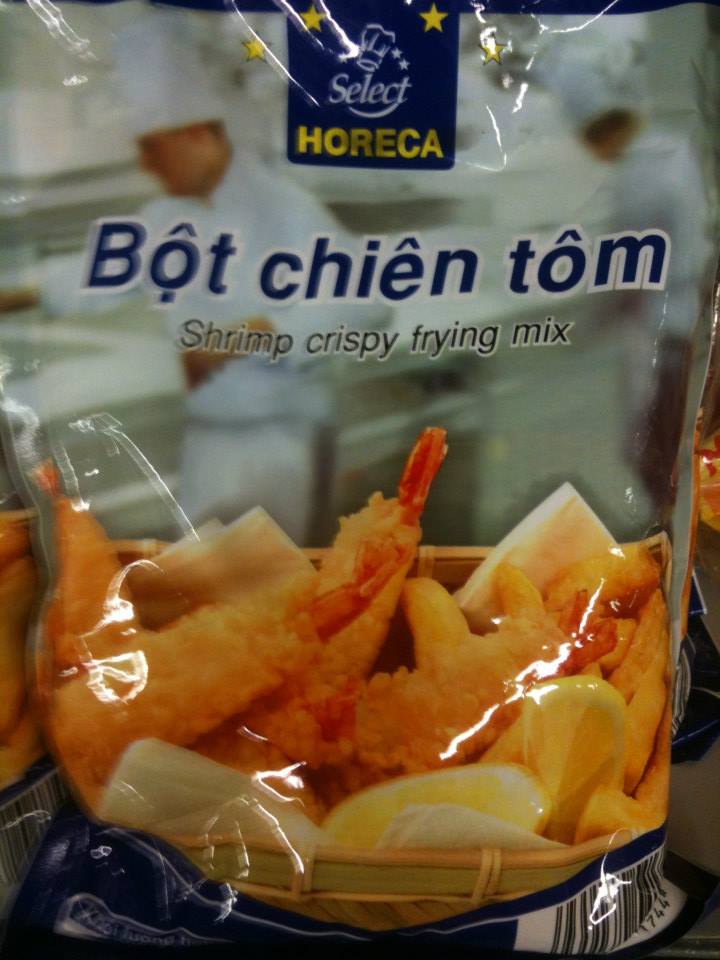 Select
HORECA
Bột chiên tôm
Shrimp crispy frying mix